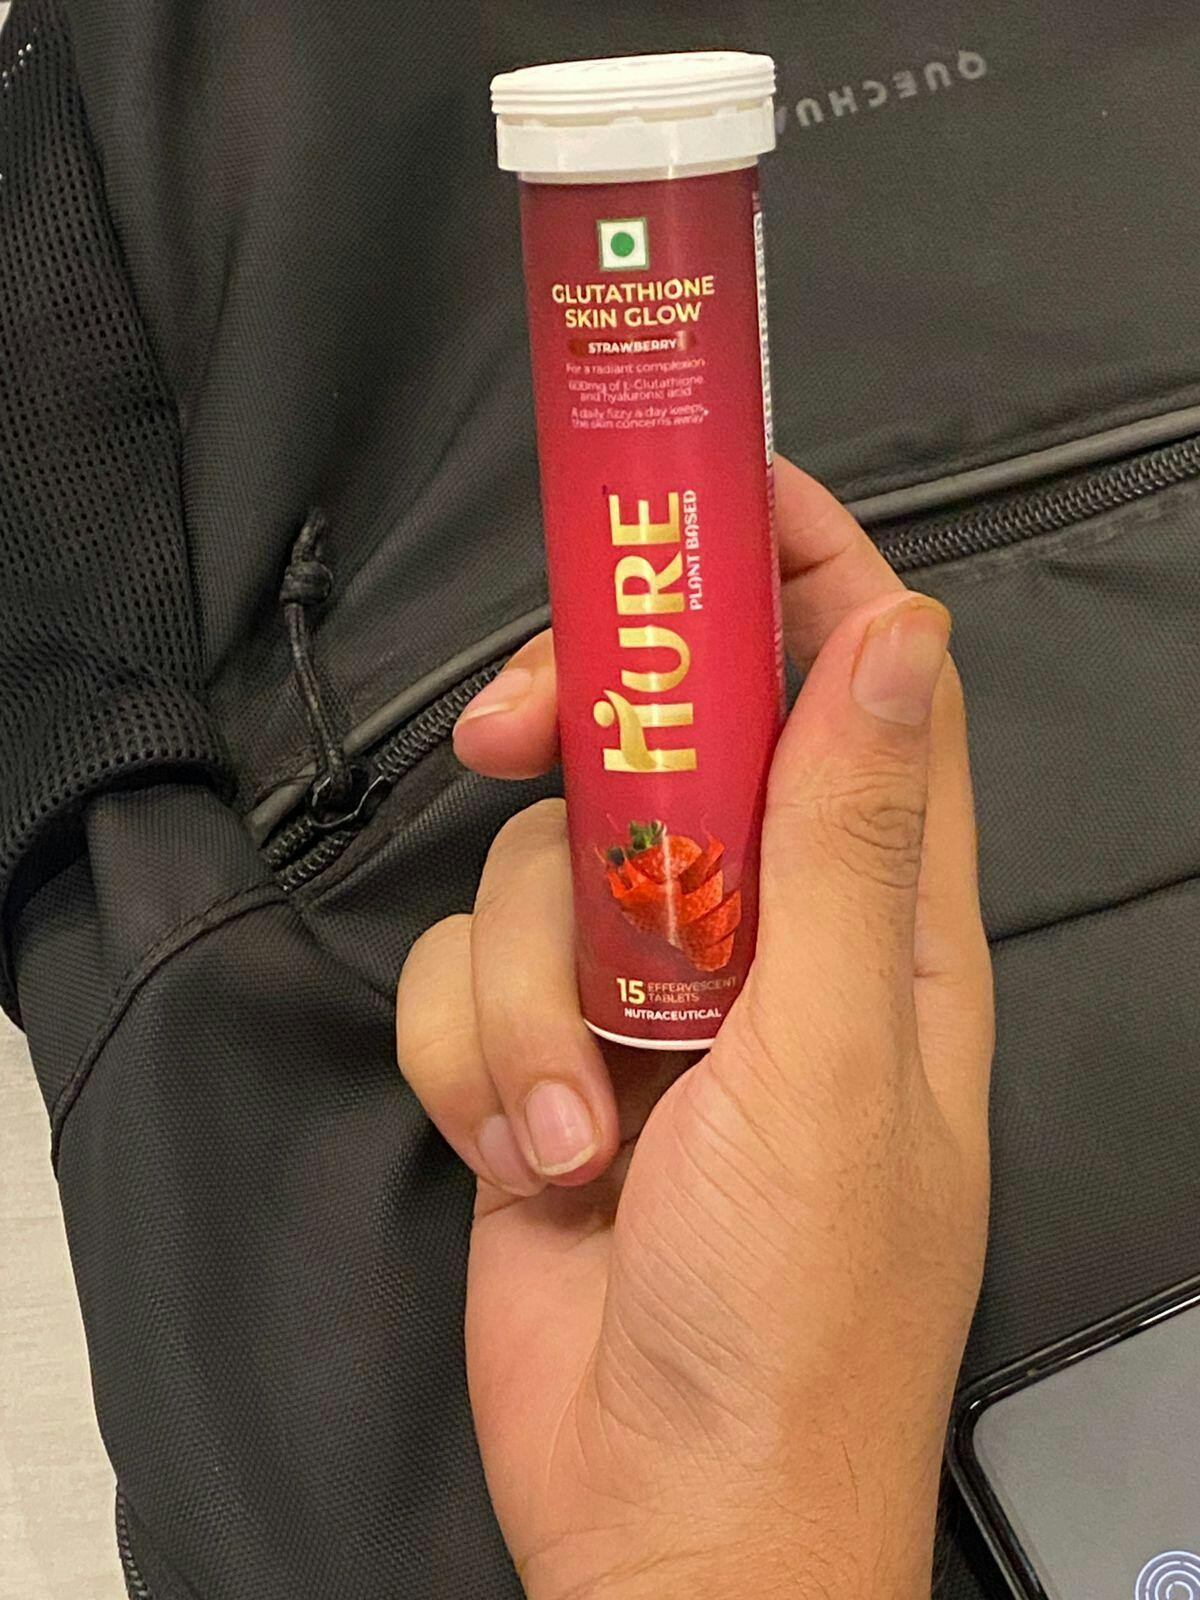 QUECHUA
GLUTATHIONE
SKIN GLOW
STRAWBERRY
For a radiant complexion
600mg of L-Glutathione
and hyaluronic acid
A daily fizzy a day keeps
the skin concerns away*
HURE
PLANT BASED
15 EFFERVESCENT
TABLETS
NUTRACEUTICAL